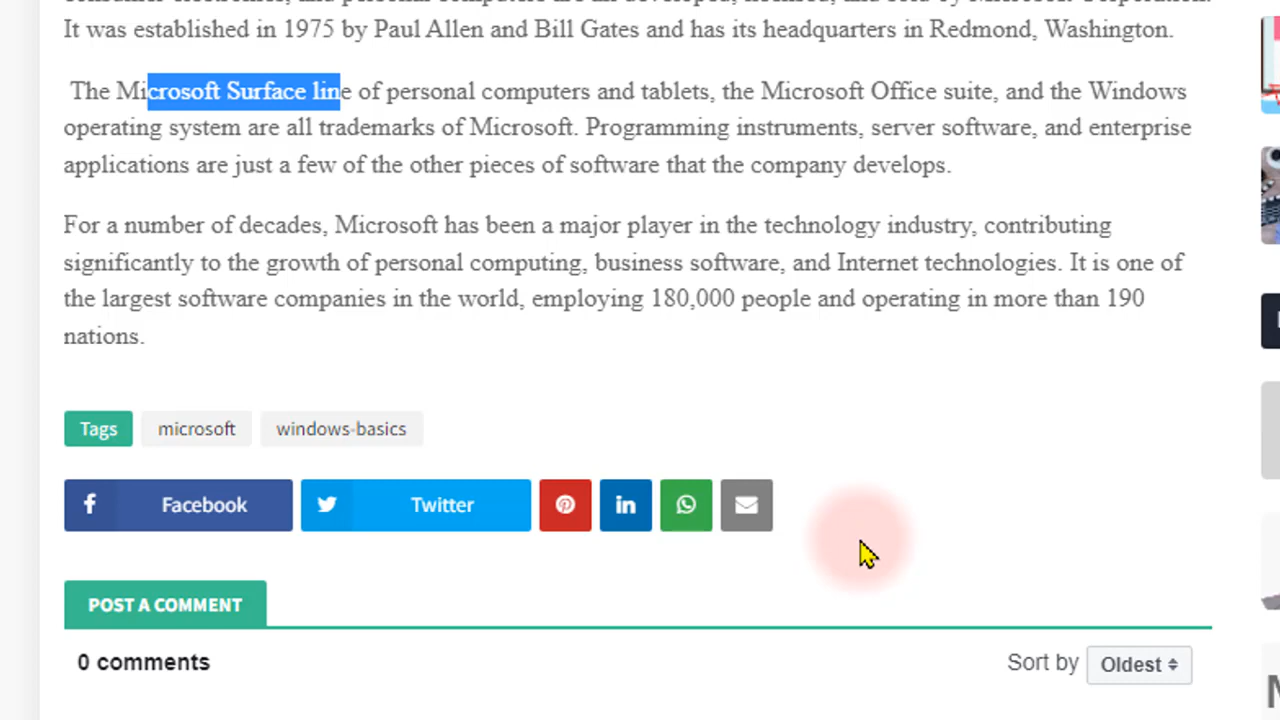 It was established in 1975 by Paul Allen and Bill Gates and has its headquarters in Redmond, Washington.
The Microsoft Surface line of personal computers and tablets, the Microsoft Office suite, and the Windows
operating system are all trademarks of Microsoft. Programming instruments, server software, and enterprise
applications are just a few of the other pieces of software that the company develops.
For a number of decades, Microsoft has been a major player in the technology industry, contributing
significantly to the growth of personal computing, business software, and Internet technologies. It is one of
the largest software companies in the world, employing 180,000 people and operating in more than 190
nations.
Tags microsoft windows-basics
Facebook Twitter
POST A COMMENT
0 comments Sort by Oldest